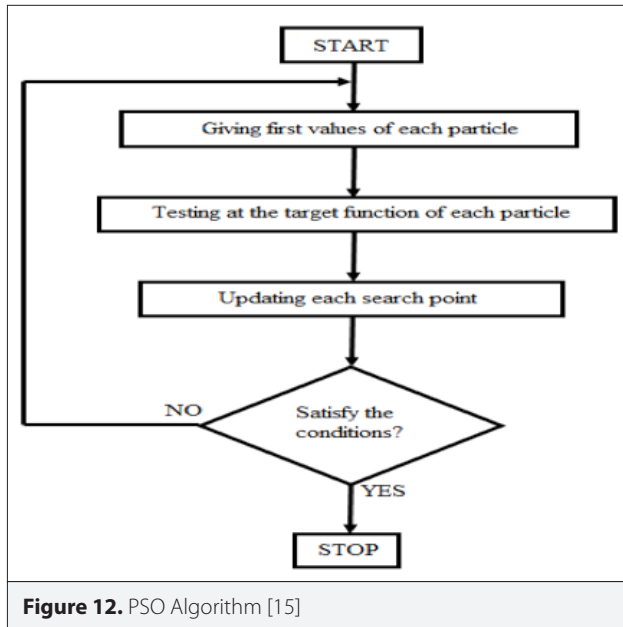 START
Giving first values of each particle
Testing at the target function of each particle
Updating each search point
NO
Satisfy the
conditions?
YES
STOP
Figure 12. PSO Algorithm [15]